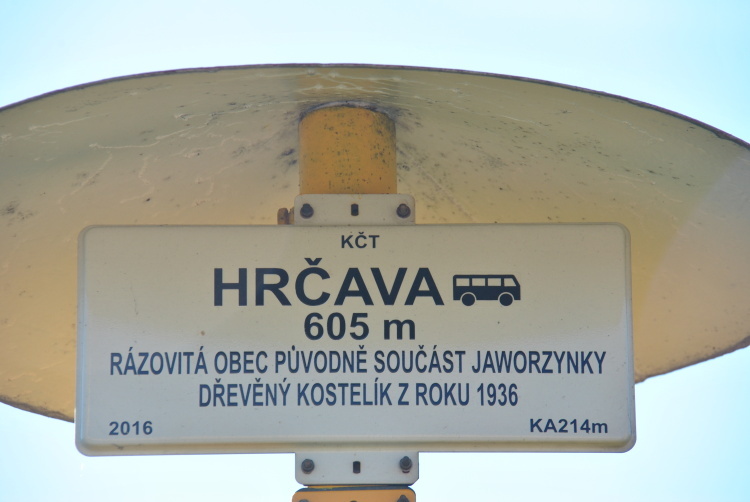 KČT
HRČAVA
605 m
RÁZOVITÁ OBEC PŮVODNĚ SOUČÁST JAWORZYNKY
DŘEVĚNÝ KOSTELÍK Z ROKU 1936
2016 KA214m